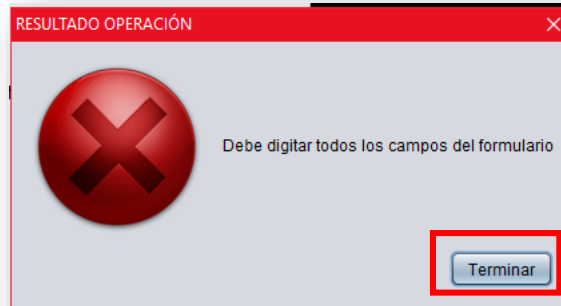 RESULTADO OPERACIÓN
Debe digitar todos los campos del formulario
Terminar